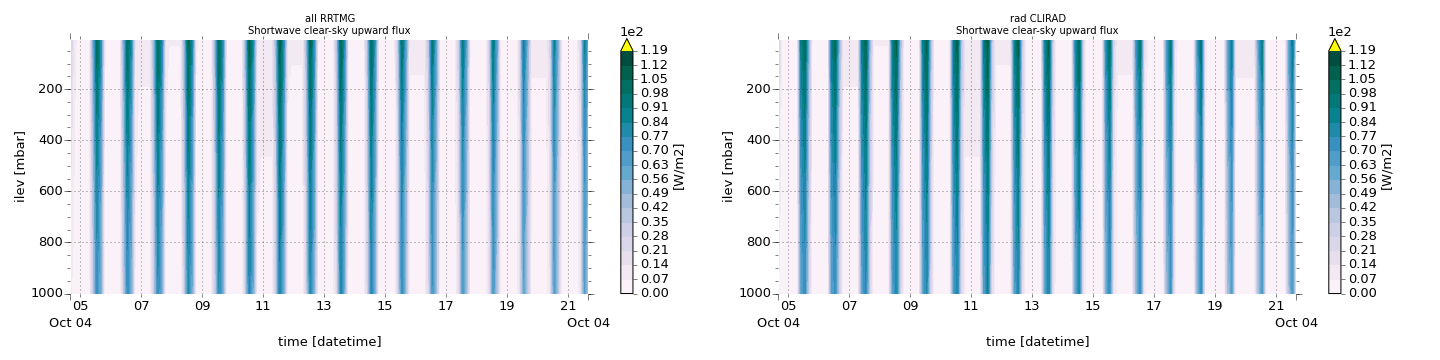 all RRTMG
Shortwave clear-sky upward flux
1e2
1.19
1.12
1.05
0.98
0.91
0.84
0.77
0.70
0.63
0.56
0.49
0.42
0.35
0.28
0.21
0.14
0.07
0.00
[W/m2]
200
400
600
800
1000
ilev [mbar]
05 07 09 11 13 15 17 19 21
Oct 04 Oct 04
time [datetime]
rad CLIRAD
Shortwave clear-sky upward flux
1e2
1.19
1.12
1.05
0.98
0.91
0.84
0.77
0.70
0.63
0.56
0.49
0.42
0.35
0.28
0.21
0.14
0.07
0.00
[W/m2]
200
400
600
800
1000
ilev [mbar]
05 07 09 11 13 15 17 19 21
Oct 04 Oct 04
time [datetime]